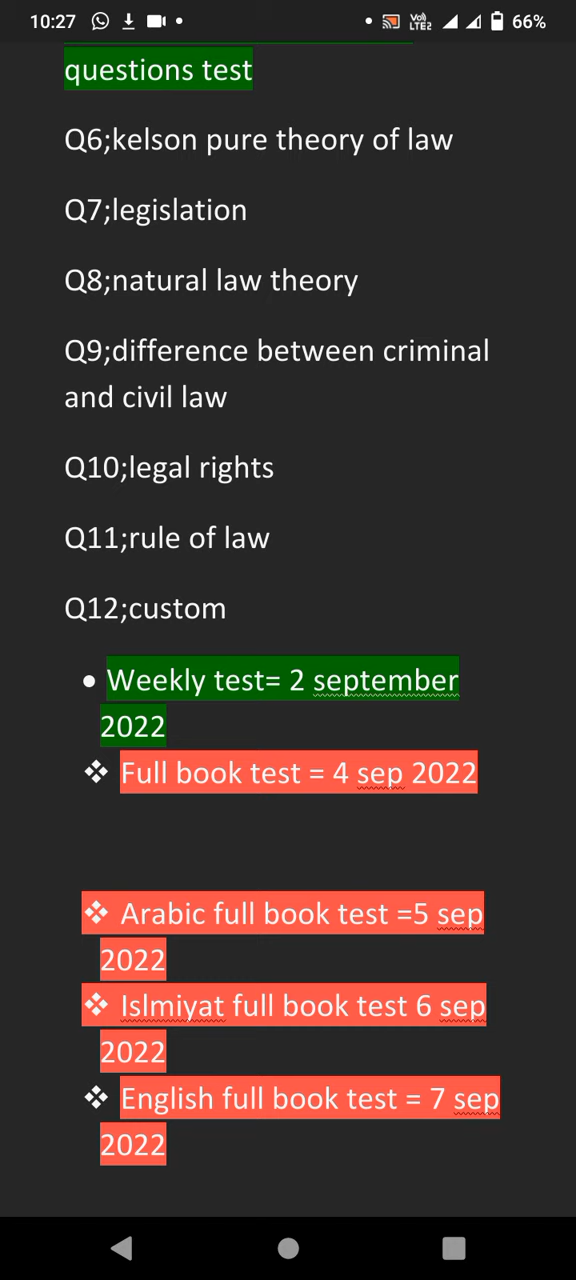 10:27
Vo) LTE2
66%
questions test
Q6;kelson pure theory of law
Q7;legislation
Q8;natural law theory
Q9;difference between criminal
and civil law
Q10;legal rights
Q11;rule of law
Q12;custom
• Weekly test= 2 september
2022
❖ Full book test = 4 sep 2022
❖ Arabic full book test =5 sep
2022
❖ Islmiyat full book test 6 sep
2022
❖ English full book test = 7 sep
2022